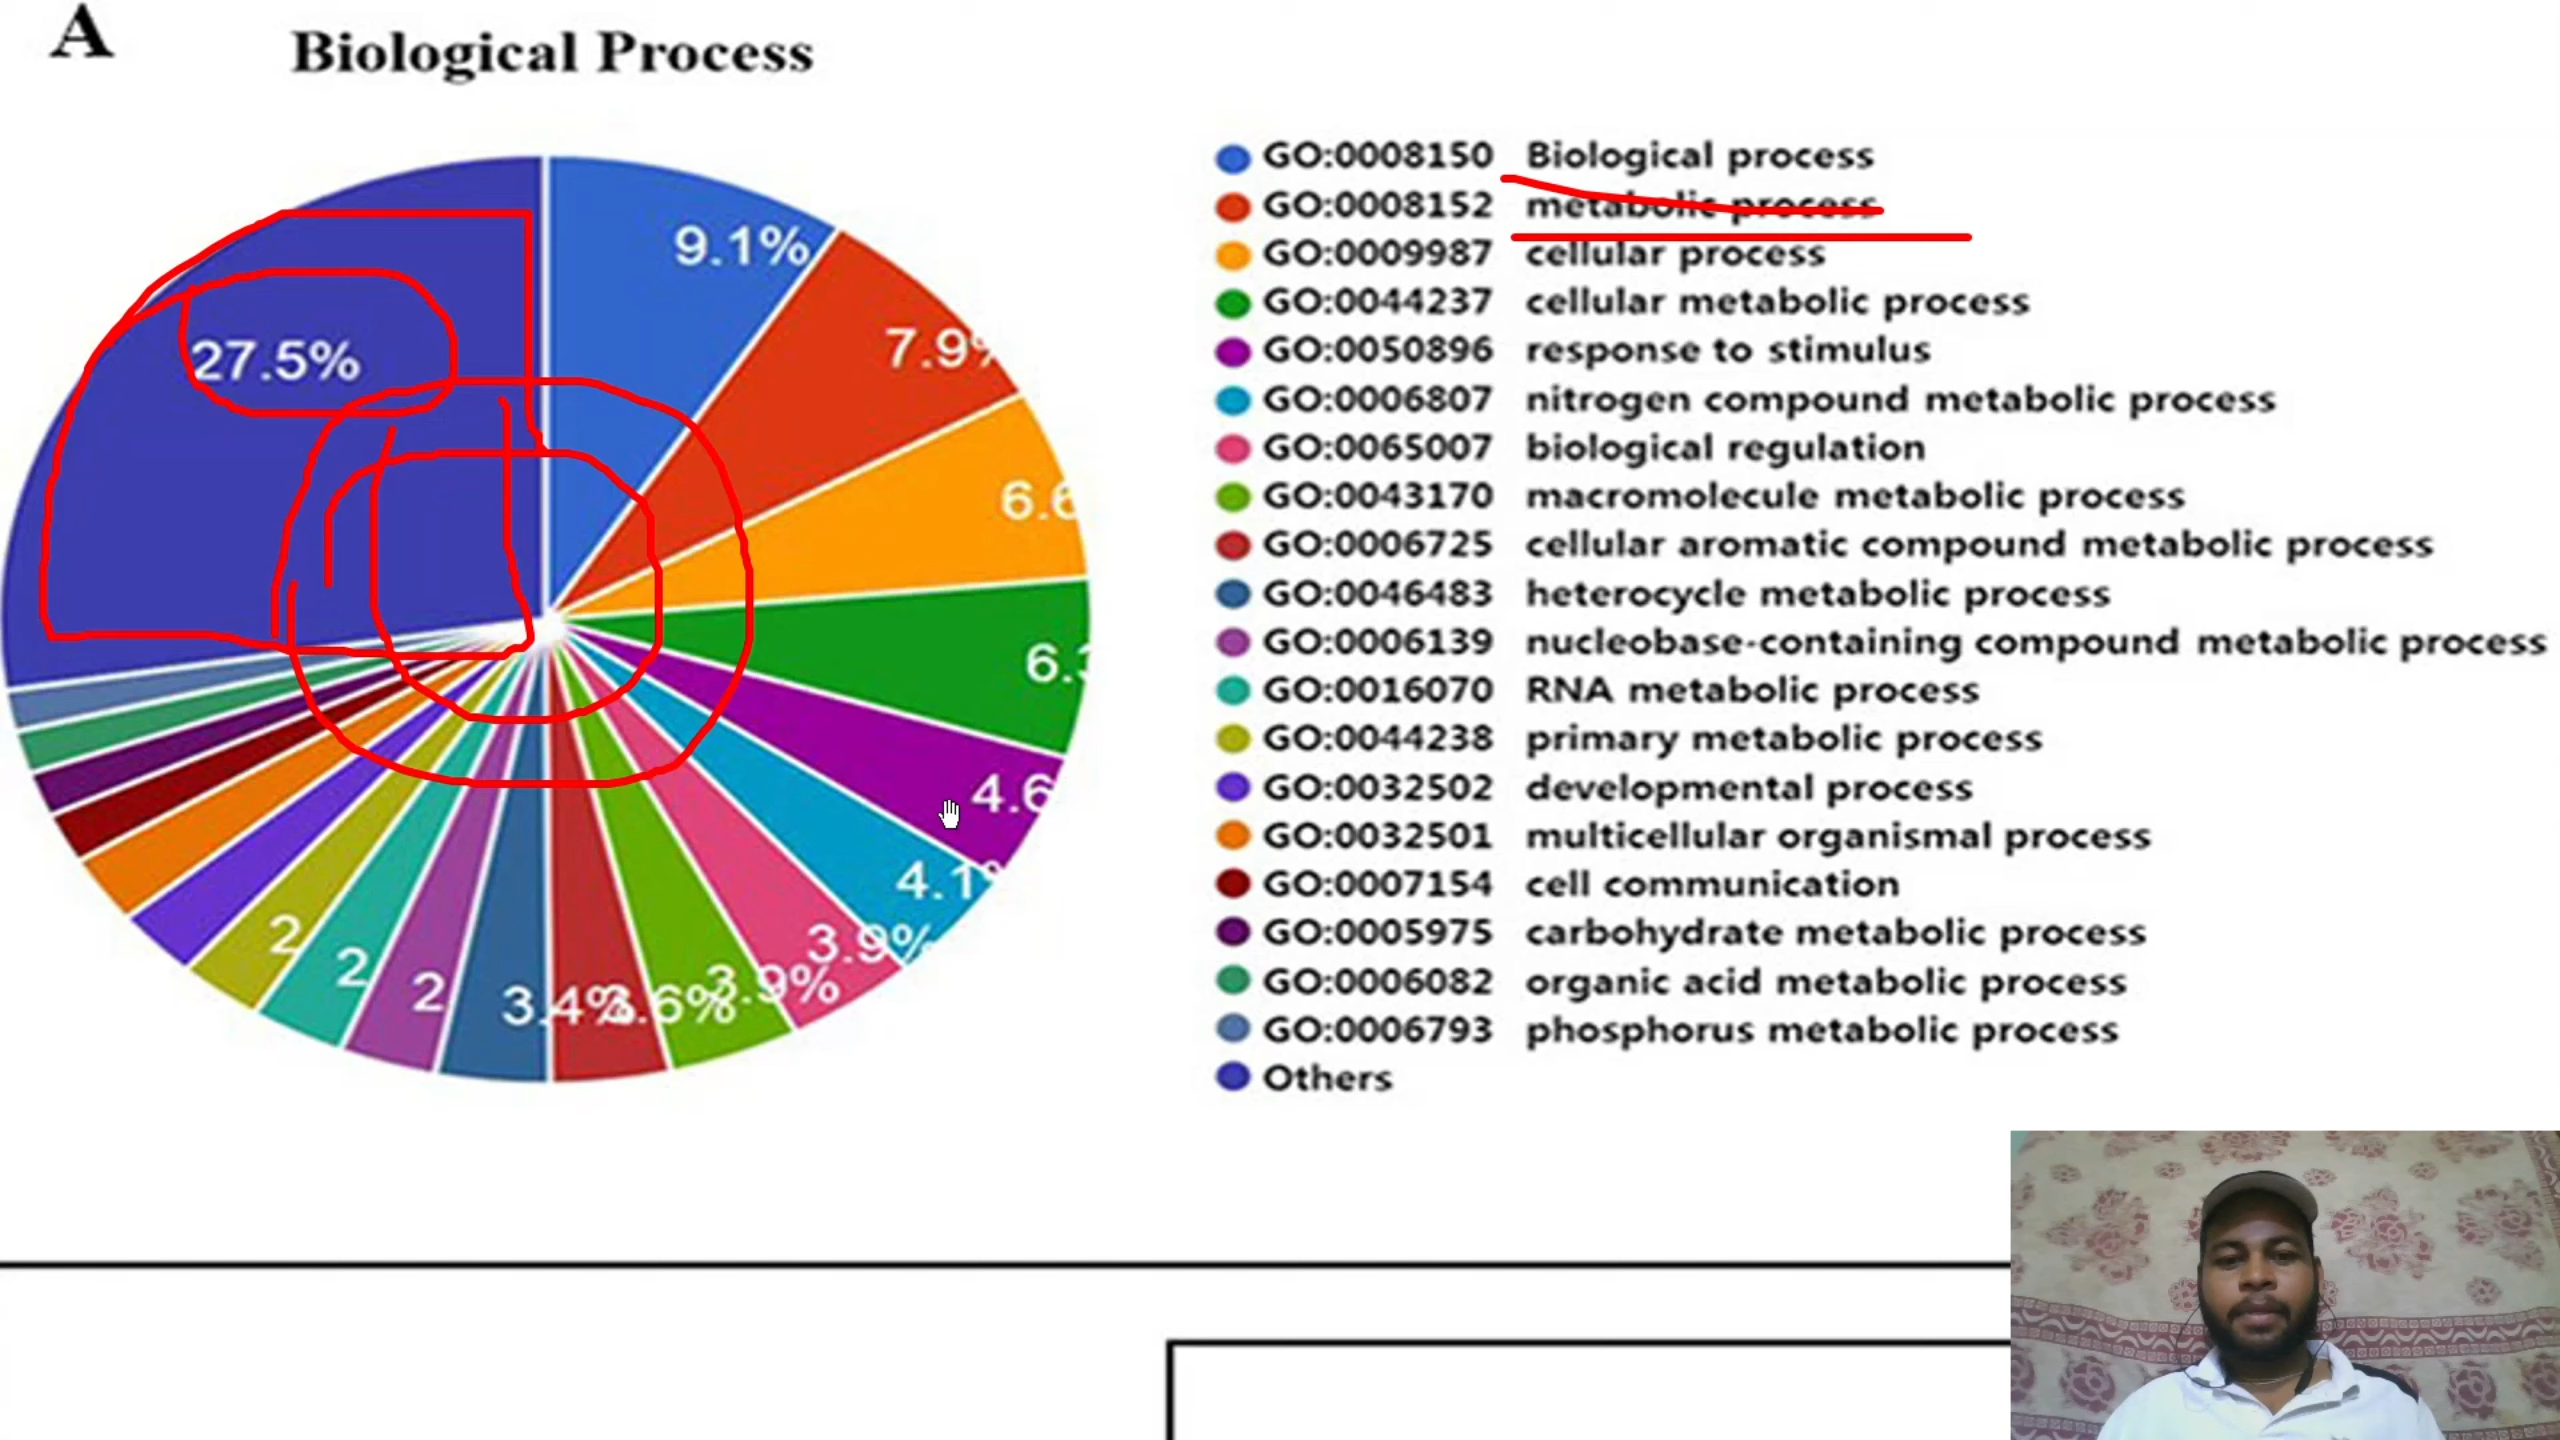 A Biological Process
GO:0008150 Biological process
GO:0008152 metabolic process
GO:0009987 cellular process
GO:0044237 cellular metabolic process
GO:0050896 response to stimulus
GO:0006807 nitrogen compound metabolic process
GO:0065007 biological regulation
GO:0043170 macromolecule metabolic process
GO:0006725 cellular aromatic compound metabolic process
GO:0046483 heterocycle metabolic process
GO:0006139 nucleobase-containing compound metabolic process
GO:0016070 RNA metabolic process
GO:0044238 primary metabolic process
GO:0032502 developmental process
GO:0032501 multicellular organismal process
GO:0007154 cell communication
GO:0005975 carbohydrate metabolic process
GO:0006082 organic acid metabolic process
GO:0006793 phosphorus metabolic process
Others
9.1%
7.9%
27.5%
6.6
6.3
4.6
4.1%
3.9%
3.9%
3.6%
3.4%
2
2
2